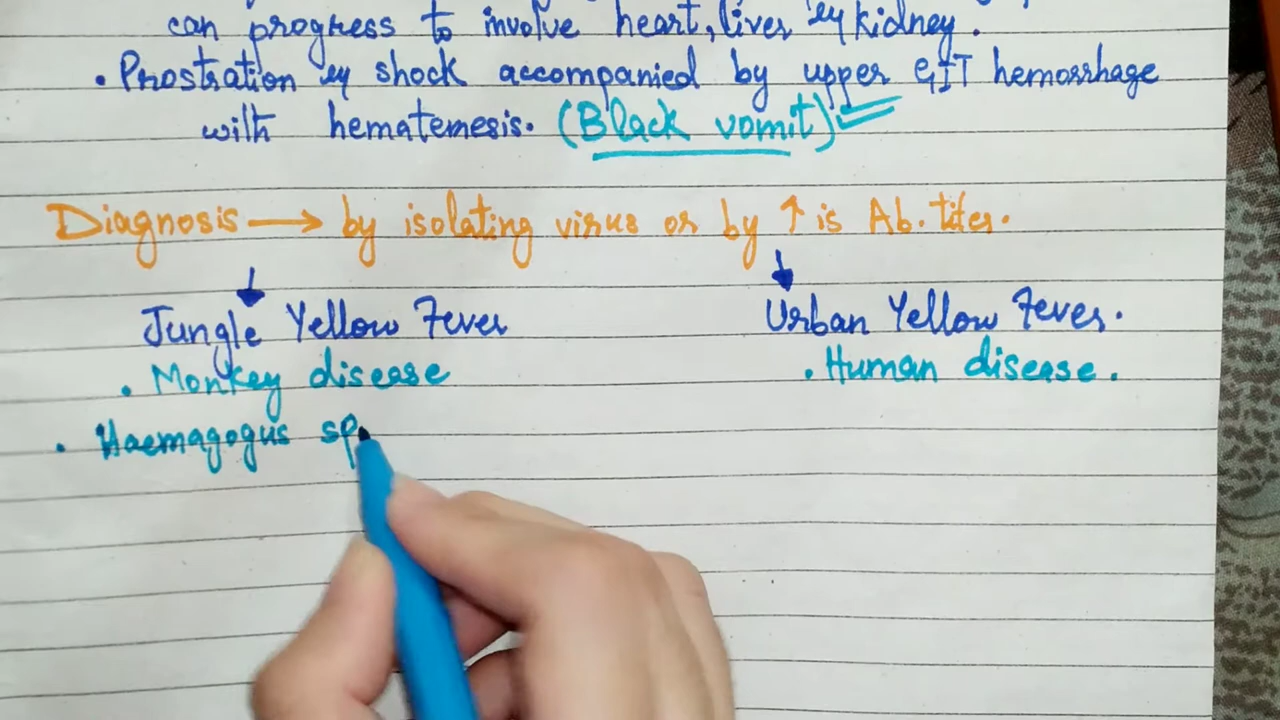 can progress to involve heart, liver & kidney.
• Prostration & shock accompanied by upper GIT hemorrhage
with hematemesis. (Black vomit)
Diagnosis → by isolating virus or by ↑ is Ab. titer.
↓ ↓
Jungle Yellow Fever Urban Yellow Fever.
• Monkey disease • Human disease.
• Haemagogus sp